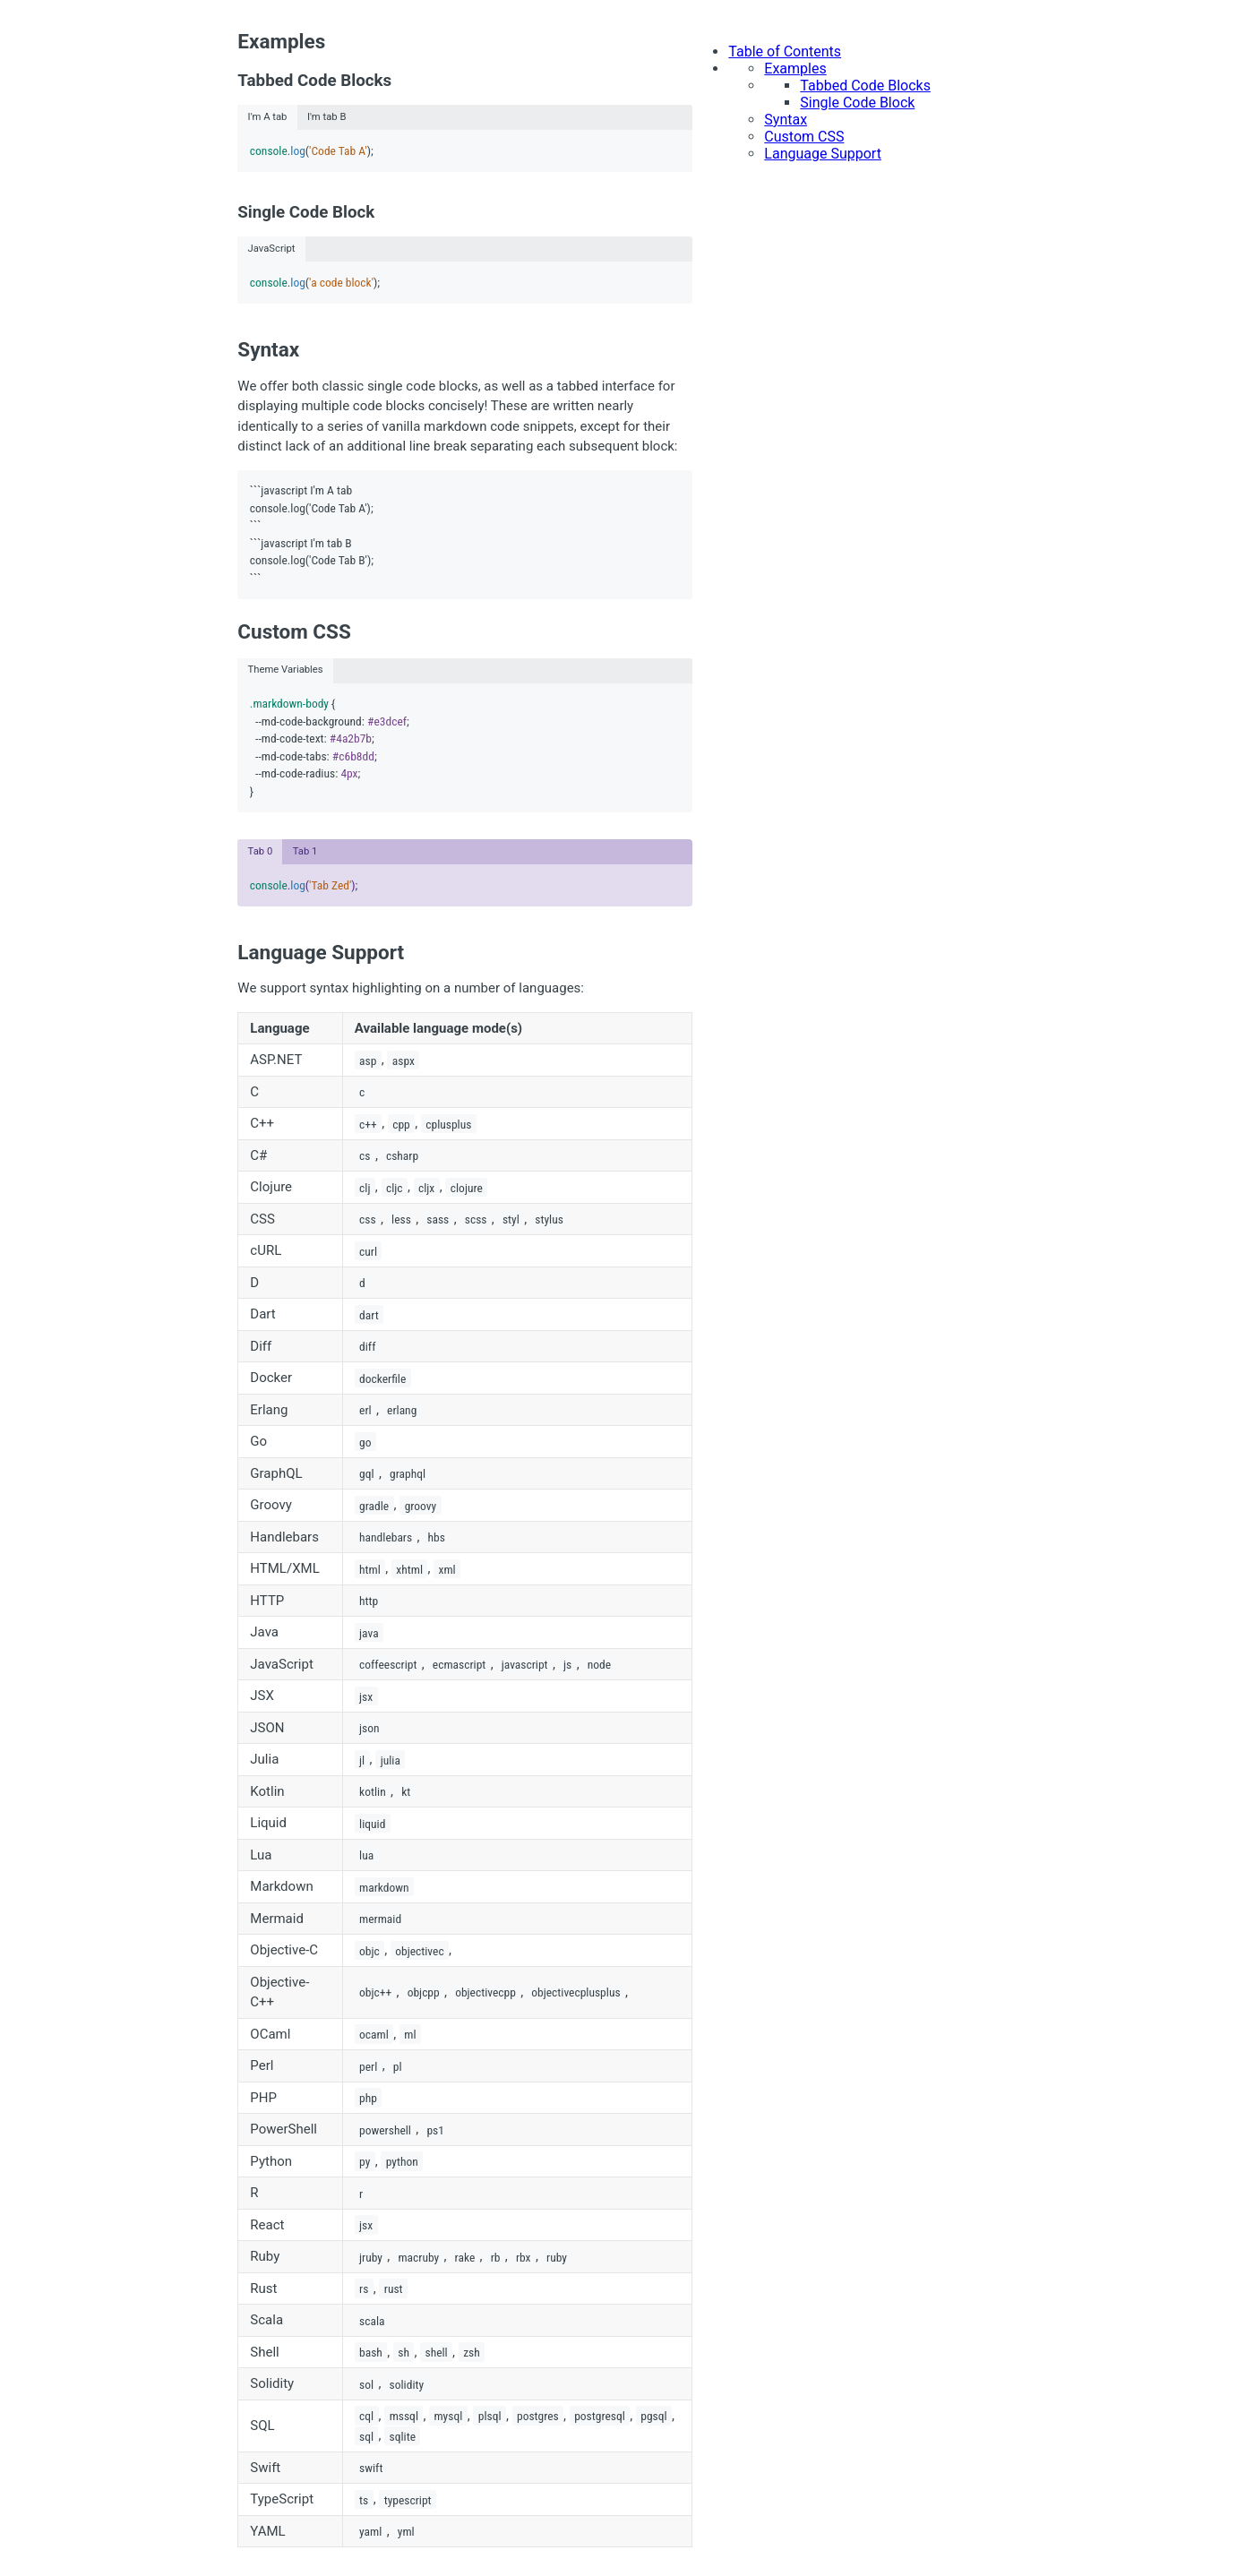 Examples
Tabbed Code Blocks
I'm A tab I'm tab B
console.log('Code Tab A');
Single Code Block
JavaScript
console.log('a code block');
Syntax
We offer both classic single code blocks, as well as a tabbed interface for
displaying multiple code blocks concisely! These are written nearly
identically to a series of vanilla markdown code snippets, except for their
distinct lack of an additional line break separating each subsequent block:
```javascript I'm A tab
console.log('Code Tab A');
```
```javascript I'm tab B
console.log('Code Tab B');
```
Custom CSS
Theme Variables
.markdown-body {
--md-code-background: #e3dcef;
--md-code-text: #4a2b7b;
--md-code-tabs: #c6b8dd;
--md-code-radius: 4px;
}
Tab 0 Tab 1
console.log('Tab Zed');
Language Support
We support syntax highlighting on a number of languages:
Language Available language mode(s)
ASP.NET asp, aspx
C c
C++ c++, cpp, cplusplus
C# cs, csharp
Clojure clj, cljc, cljx, clojure
CSS css, less, sass, scss, styl, stylus
cURL curl
D d
Dart dart
Diff diff
Docker dockerfile
Erlang erl, erlang
Go go
GraphQL gql, graphql
Groovy gradle, groovy
Handlebars handlebars, hbs
HTML/XML html, xhtml, xml
HTTP http
Java java
JavaScript coffeescript, ecmascript, javascript, js, node
JSX jsx
JSON json
Julia jl, julia
Kotlin kotlin, kt
Liquid liquid
Lua lua
Markdown markdown
Mermaid mermaid
Objective-C objc, objectivec,
Objective-
C++ objc++, objcpp, objectivecpp, objectivecplusplus,
OCaml ocaml, ml
Perl perl, pl
PHP php
PowerShell powershell, ps1
Python py, python
R r
React jsx
Ruby jruby, macruby, rake, rb, rbx, ruby
Rust rs, rust
Scala scala
Shell bash, sh, shell, zsh
Solidity sol, solidity
SQL cql, mssql, mysql, plsql, postgres, postgresql, pgsql,
sql, sqlite
Swift swift
TypeScript ts, typescript
YAML yaml, yml
Table of Contents
Examples
Tabbed Code Blocks
Single Code Block
Syntax
Custom CSS
Language Support